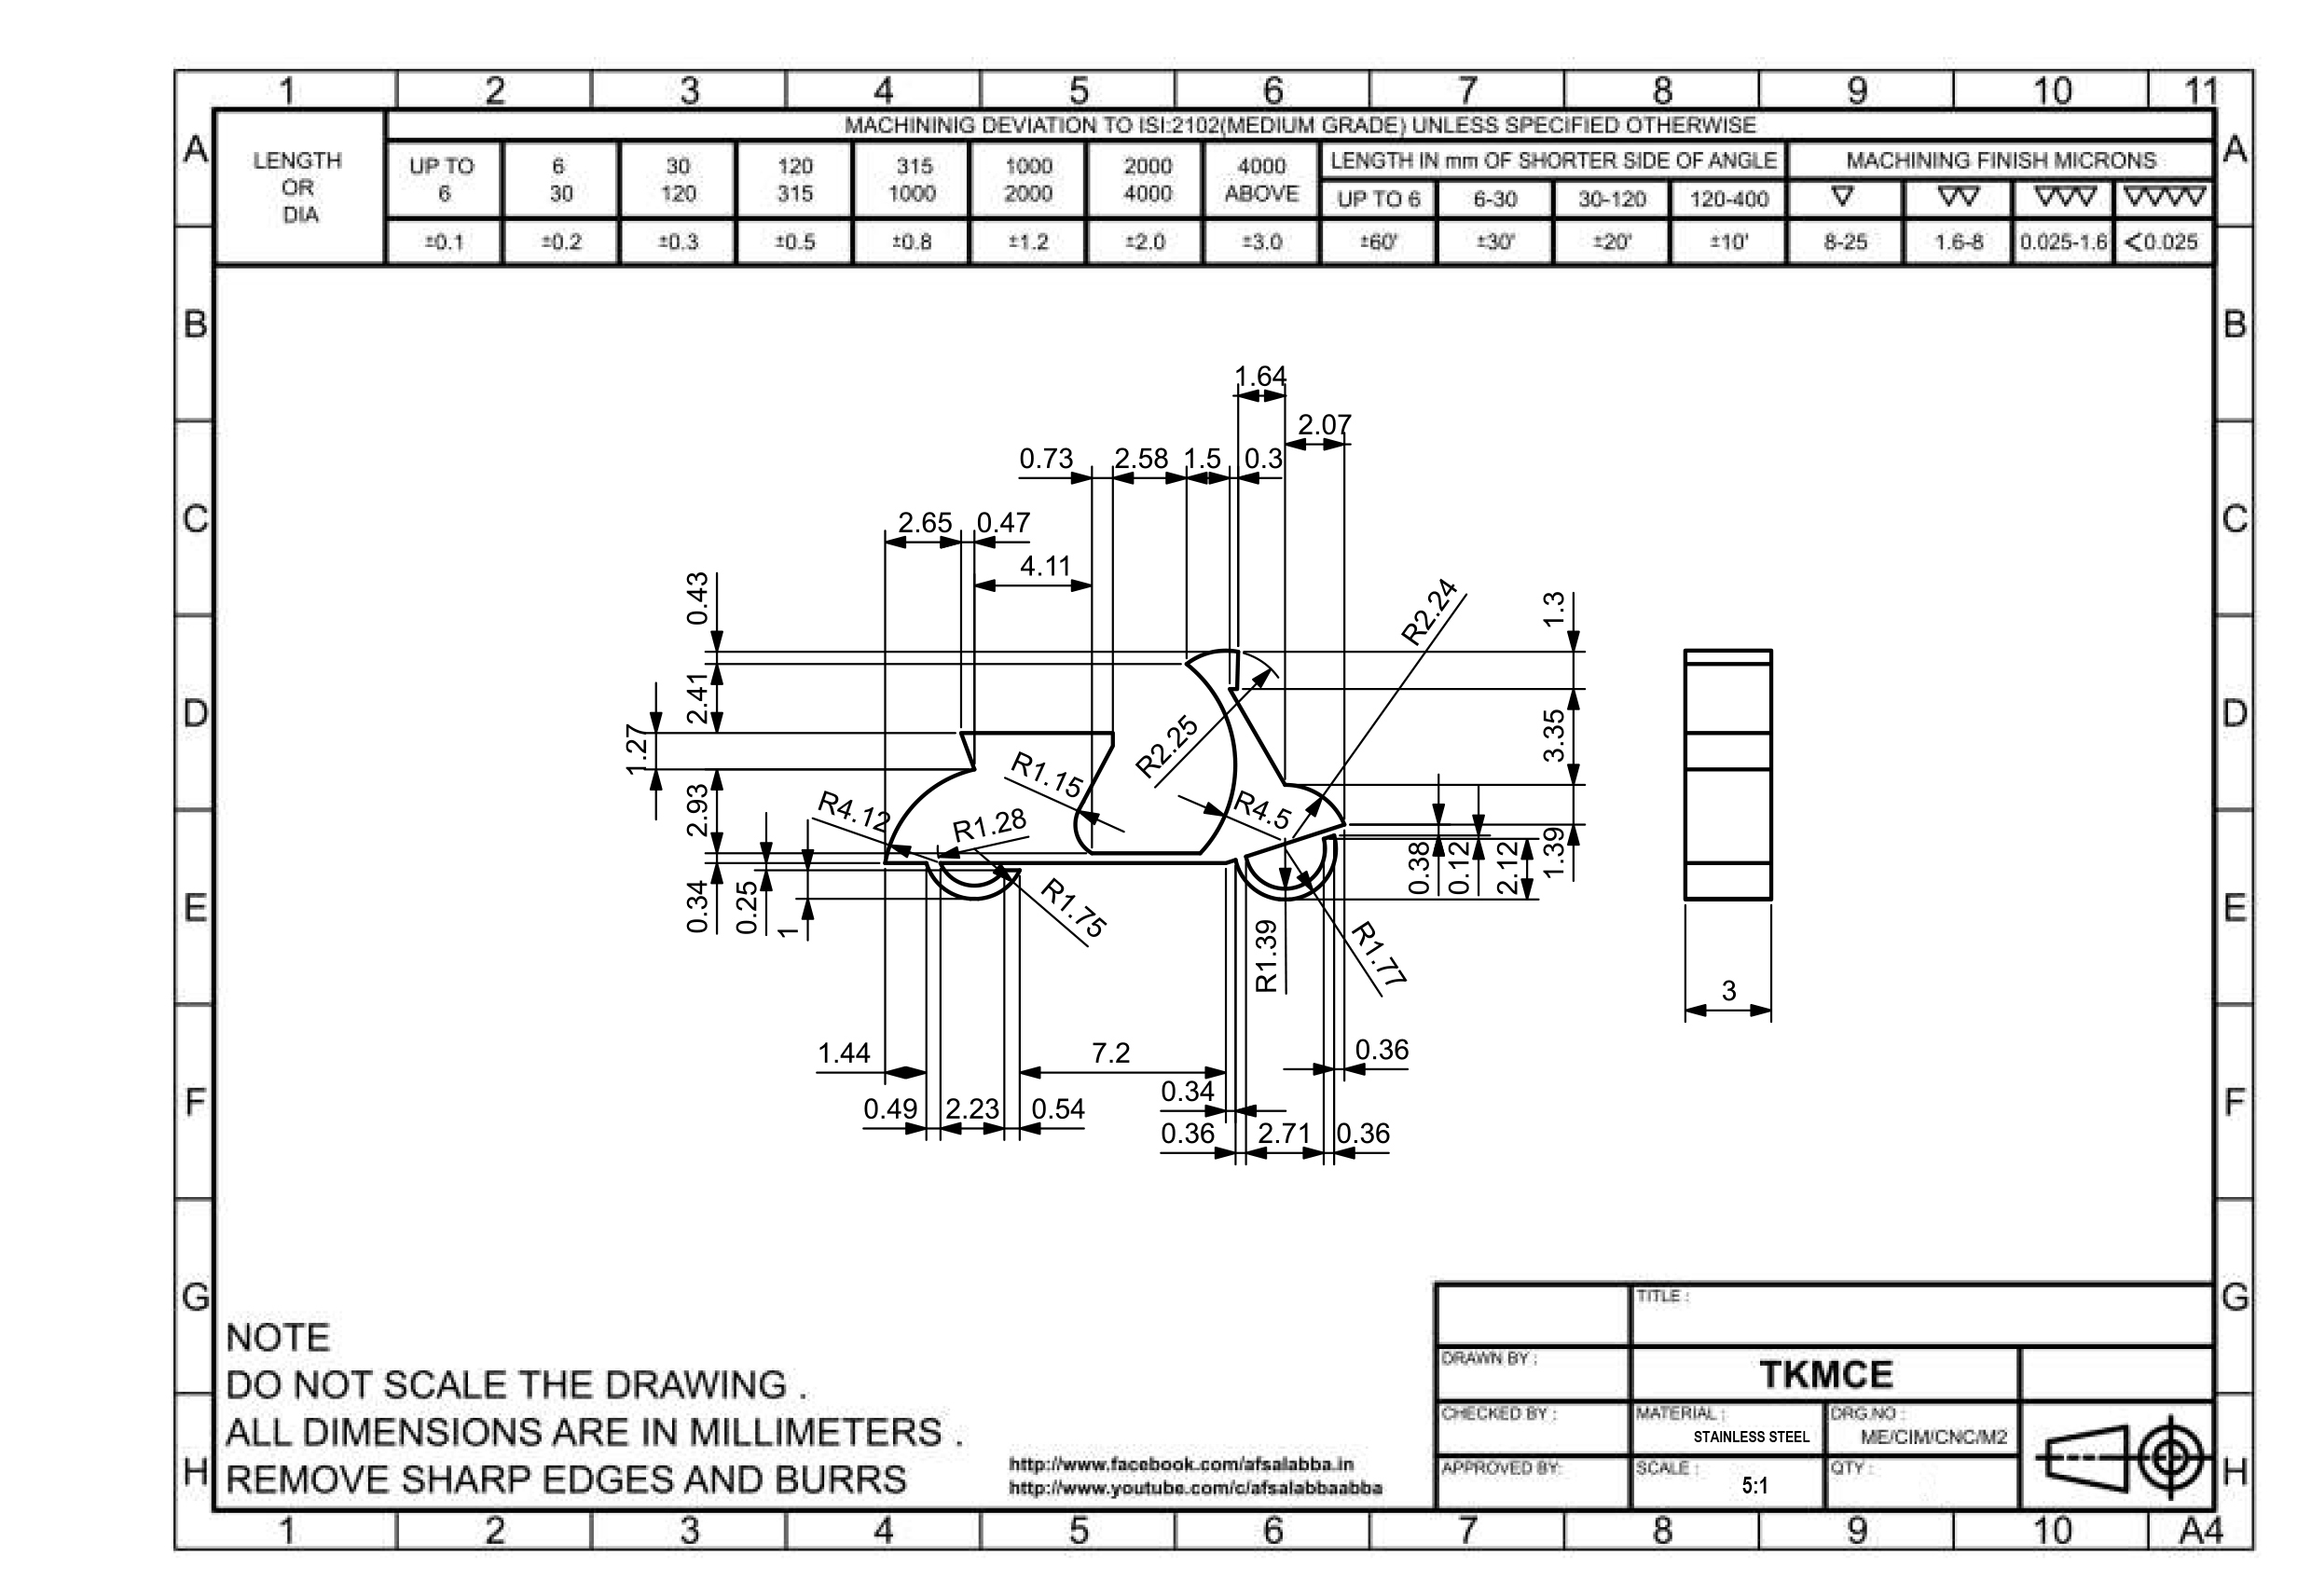 1 2 3 4 5 6 7 8 9 10 11
MACHININIG DEVIATION TO ISI:2102(MEDIUM GRADE) UNLESS SPECIFIED OTHERWISE
A A
LENGTH OR DIA
UP TO 6
6 30
30 120
120 315
315 1000
1000 2000
2000 4000
4000 ABOVE
LENGTH IN mm OF SHORTER SIDE OF ANGLE
MACHINING FINISH MICRONS
UP TO 6 6-30 30-120 120-400 ▽ ▽▽ ▽▽▽ ▽▽▽▽
±0.1 ±0.2 ±0.3 ±0.5 ±0.8 ±1.2 ±2.0 ±3.0 ±60' ±30' ±20' ±10' 8-25 1.6-8 0.025-1.6 <0.025
B B
1.64
2.07
0.73 2.58 1.5 0.3
C C
2.65 0.47
4.11
0.43
R2.24
1.3
D D
2.41
1.27
R2.25
3.35
R1.15
2.93
R4.12
R1.28
R4.5
E E
0.34
0.25
1
R1.75
R1.39
R1.77
0.38
0.12
2.12
1.39
3
1.44 7.2 0.36
F F
0.49 2.23 0.54
0.34
0.36 2.71 0.36
G G
NOTE
DO NOT SCALE THE DRAWING .
ALL DIMENSIONS ARE IN MILLIMETERS .
REMOVE SHARP EDGES AND BURRS
http://www.facebook.com/afsalabba.in
http://www.youtube.com/c/afsalabbaabba
TITLE :
DRAWN BY :
TKMCE
CHECKED BY :
MATERIAL :
STAINLESS STEEL
DRG.NO :
ME/CIM/CNC/M2
APPROVED BY:
SCALE :
5:1
QTY :
H H
1 2 3 4 5 6 7 8 9 10 A4